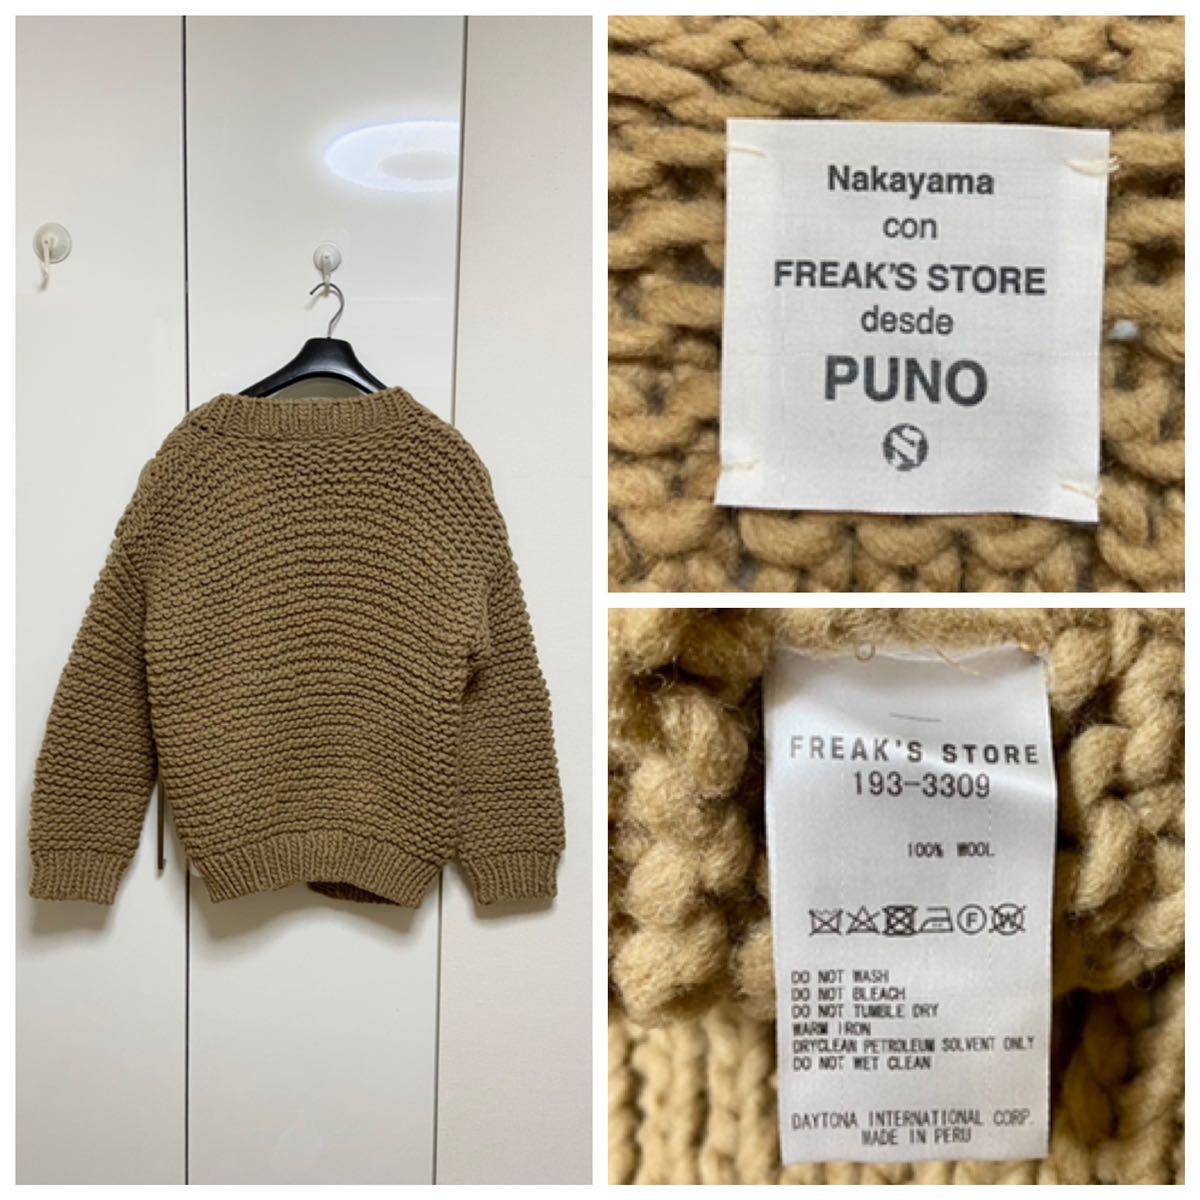 Nakayama
con
FREAK'S STORE
desde
PUNO
S
FREAK'S STORE
193-3309
100% WOOL
F W
DO NOT WASH
DO NOT BLEACH
DO NOT TUMBLE DRY
WARM IRON
DRYCLEAN PETROLEUM SOLVENT ONLY
DO NOT WET CLEAN
DAYTONA INTERNATIONAL CORP.
MADE IN PERU